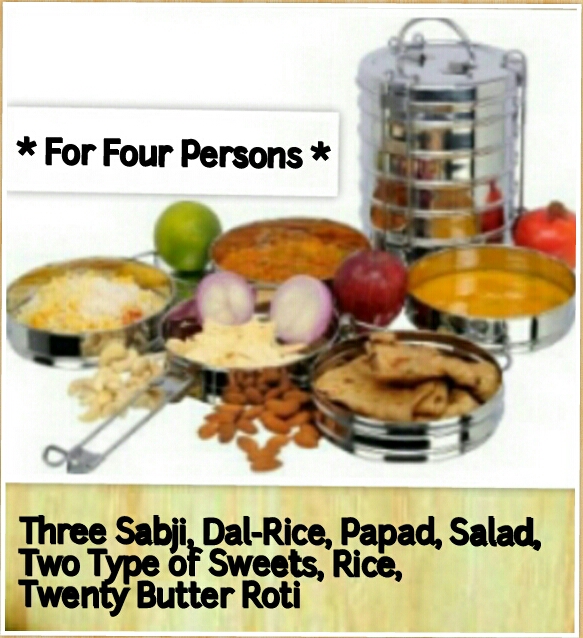 * For Four Persons *
Three Sabji, Dal-Rice, Papad, Salad,
Two Type of Sweets, Rice,
Twenty Butter Roti